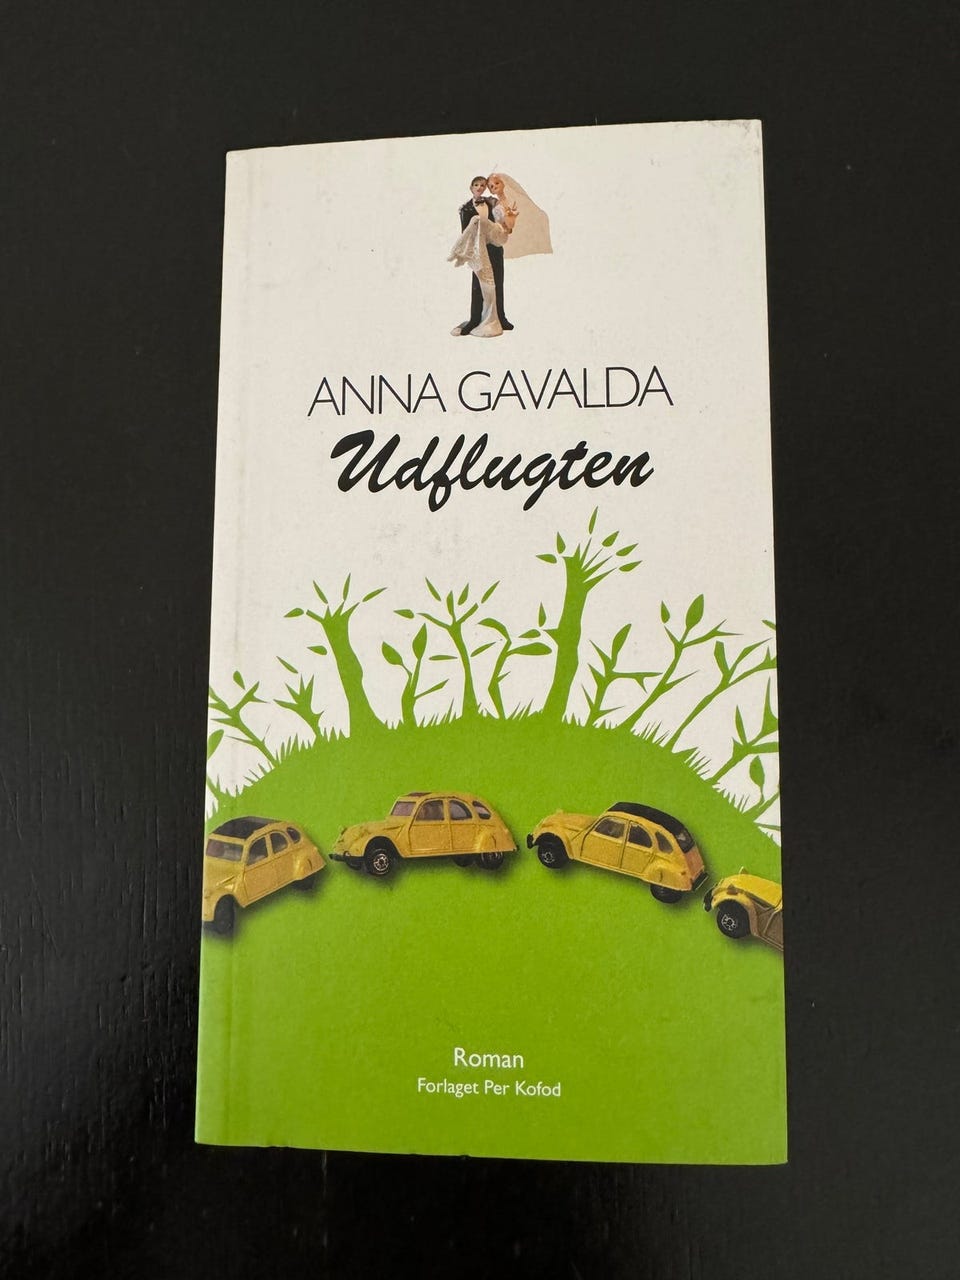 ANNA GAVALDA
Udflugten
Roman
Forlaget Per Kofod